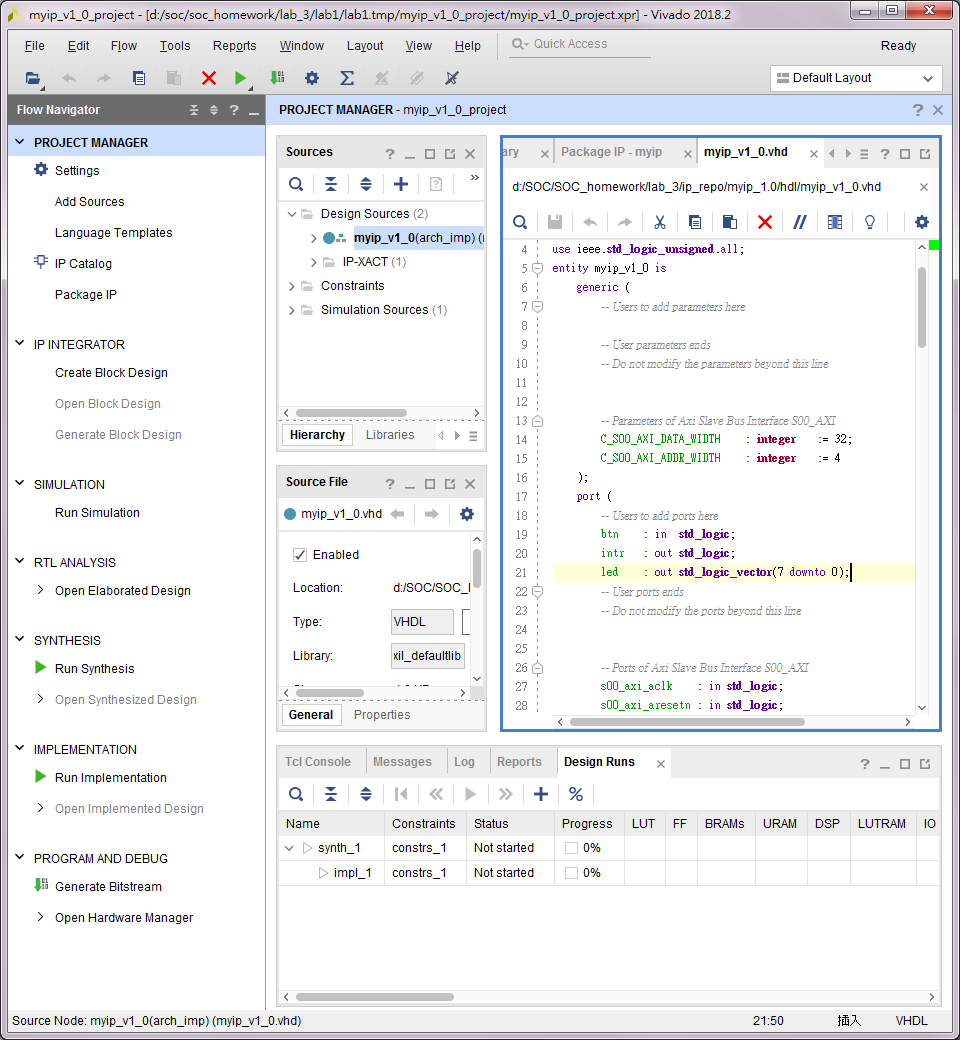 myip_v1_0_project - [d:/soc/soc_homework/lab_3/lab1/lab1.tmp/myip_v1_0_project/myip_v1_0_project.xpr] - Vivado 2018.2
File Edit Flow Tools Reports Window Layout View Help Quick Access Ready
Default Layout
Flow Navigator
PROJECT MANAGER
Settings
Add Sources
Language Templates
IP Catalog
Package IP
IP INTEGRATOR
Create Block Design
Open Block Design
Generate Block Design
SIMULATION
Run Simulation
RTL ANALYSIS
Open Elaborated Design
SYNTHESIS
Run Synthesis
Open Synthesized Design
IMPLEMENTATION
Run Implementation
Open Implemented Design
PROGRAM AND DEBUG
Generate Bitstream
Open Hardware Manager
PROJECT MANAGER - myip_v1_0_project
Sources
Design Sources (2)
myip_v1_0(arch_imp) (
IP-XACT (1)
Constraints
Simulation Sources (1)
Hierarchy Libraries
Source File
myip_v1_0.vhd
Enabled
Location: d:/SOC/SOC_
Type: VHDL
Library: xil_defaultlib
General Properties
ary Package IP - myip myip_v1_0.vhd
d:/SOC/SOC_homework/lab_3/ip_repo/myip_1.0/hdl/myip_v1_0.vhd
4 use ieee.std_logic_unsigned.all;
5 entity myip_v1_0 is
6 generic (
7 -- Users to add parameters here
8
9 -- User parameters ends
10 -- Do not modify the parameters beyond this line
11
12
13 -- Parameters of Axi Slave Bus Interface S00_AXI
14 C_S00_AXI_DATA_WIDTH : integer := 32;
15 C_S00_AXI_ADDR_WIDTH : integer := 4
16 );
17 port (
18 -- Users to add ports here
19 btn : in std_logic;
20 intr : out std_logic;
21 led : out std_logic_vector(7 downto 0);
22 -- User ports ends
23 -- Do not modify the ports beyond this line
24
25
26 -- Ports of Axi Slave Bus Interface S00_AXI
27 s00_axi_aclk : in std_logic;
28 s00_axi_aresetn : in std_logic;
Tcl Console Messages Log Reports Design Runs
Name Constraints Status Progress LUT FF BRAMs URAM DSP LUTRAM IO
synth_1 constrs_1 Not started 0%
impl_1 constrs_1 Not started 0%
Source Node: myip_v1_0(arch_imp) (myip_v1_0.vhd) 21:50 插入 VHDL